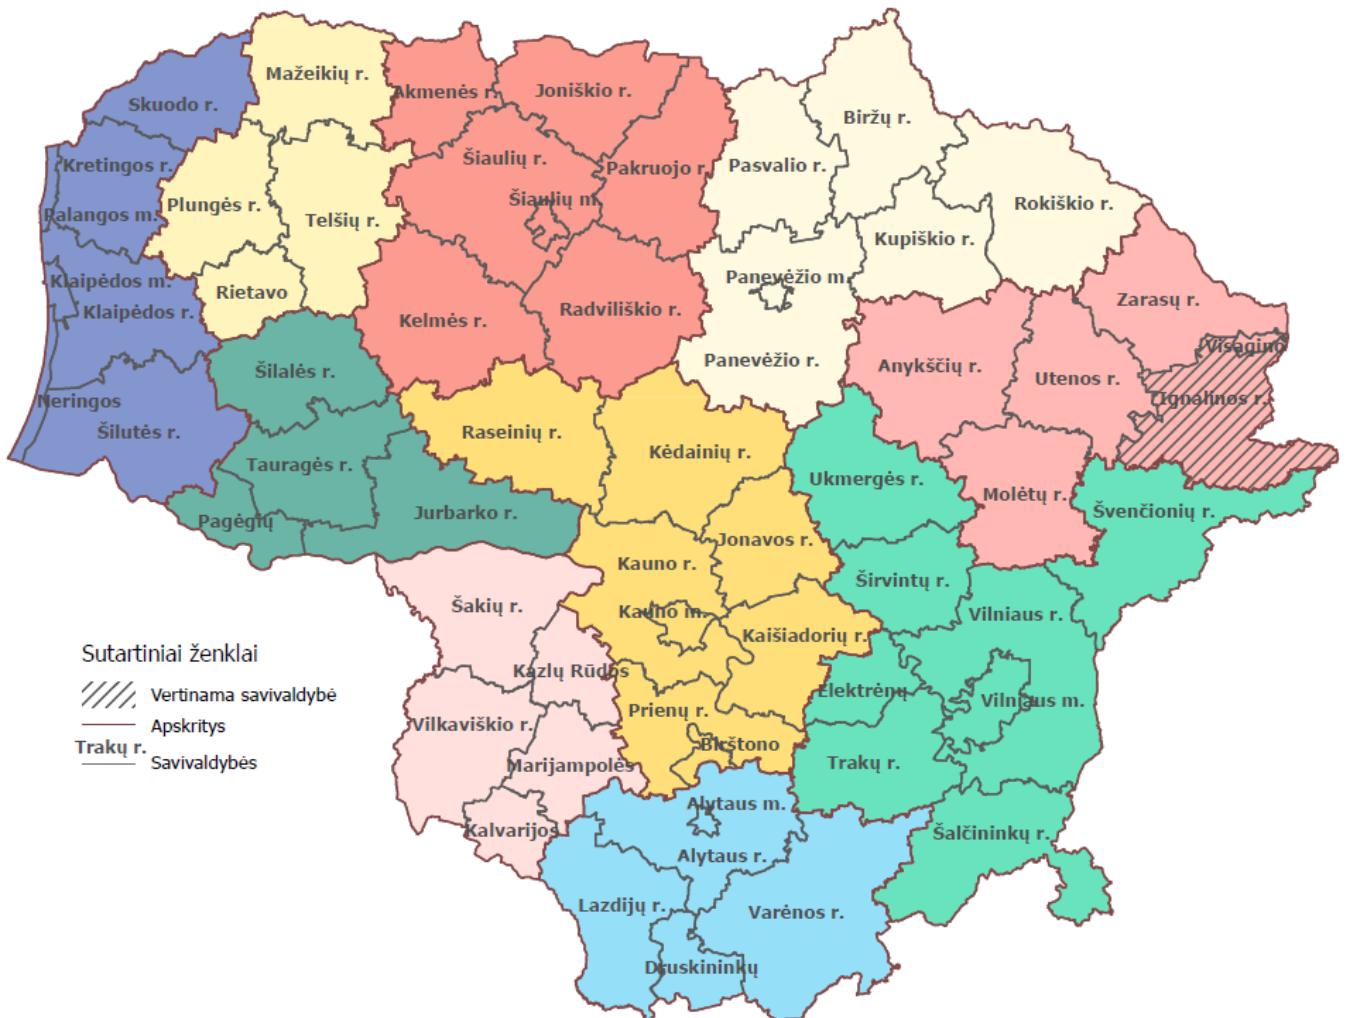 Mažeikių r.
Skuodo r.
Akmenės r.
Joniškio r.
Biržų r.
Kretingos r.
Šiaulių r.
Pakruojo r.
Pasvalio r.
Palangos m.
Plungės r.
Telšių r.
Šiaulių m.
Rokiškio r.
Kupiškio r.
Klaipėdos m.
Rietavo
Panevėžio m.
Zarasų r.
Klaipėdos r.
Kelmės r.
Radviliškio r.
Visagino
Panevėžio r.
Anykščių r.
Utenos r.
Šilalės r.
Neringos
Ignalinos r.
Šilutės r.
Raseinių r.
Kėdainių r.
Tauragės r.
Ukmergės r.
Molėtų r.
Pagėgių
Jurbarko r.
Švenčionių r.
Jonavos r.
Kauno r.
Širvintų r.
Šakių r.
Kauno m.
Kaišiadorių r.
Vilniaus r.
Kazlų Rūdos
Elektrėnų
Vilniaus m.
Vilkaviškio r.
Prienų r.
Birštono
Marijampolės
Trakų r.
Kalvarijos
Alytaus m.
Šalčininkų r.
Alytaus r.
Lazdijų r.
Varėnos r.
Druskininkų
Sutartiniai ženklai
Vertinama savivaldybė
Apskritys
Trakų r.
Savivaldybės